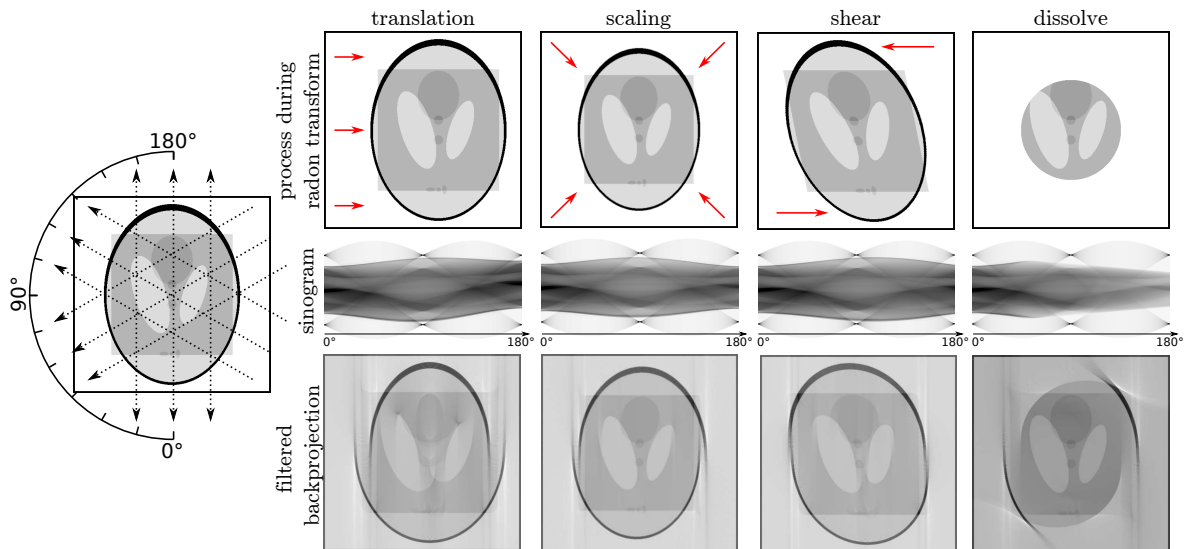 translation
scaling
shear
dissolve
process during
radon transform
180°
90°
0°
sinogram
0°
180°
0°
180°
0°
180°
0°
180°
filtered
backprojection